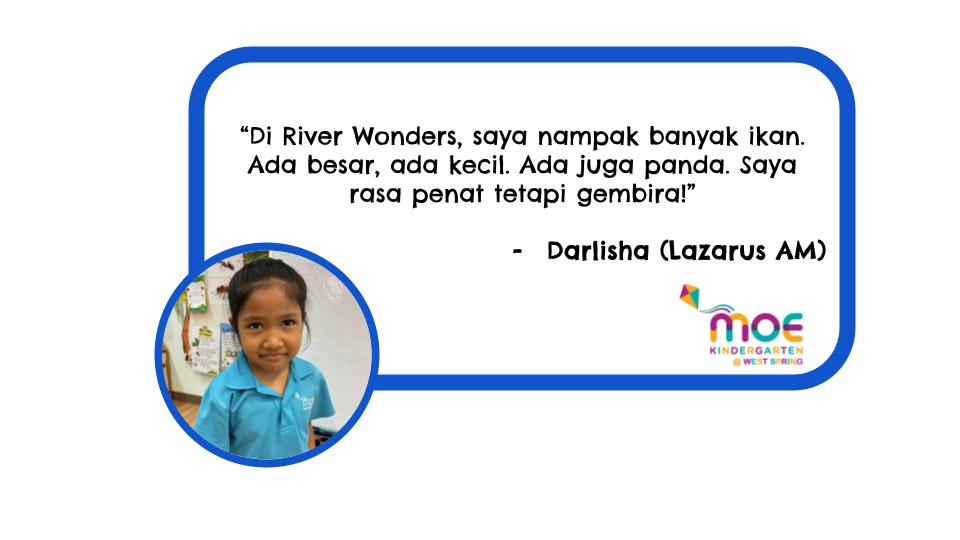 “Di River Wonders, saya nampak banyak ikan.
Ada besar, ada kecil. Ada juga panda. Saya
rasa penat tetapi gembira!”
- Darlisha (Lazarus AM)
moe
KINDERGARTEN
@ WEST SPRING